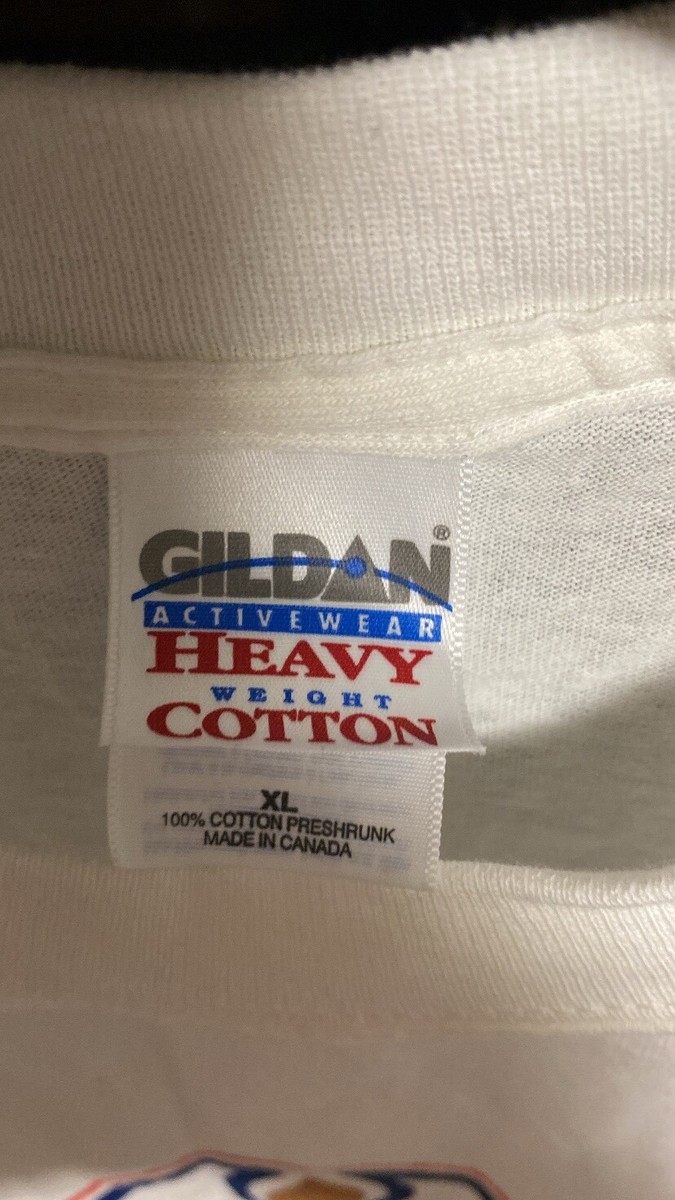 GILDAN®
ACTIVEWEAR
HEAVY
WEIGHT
COTTON
XL
100% COTTON PRESHRUNK
MADE IN CANADA